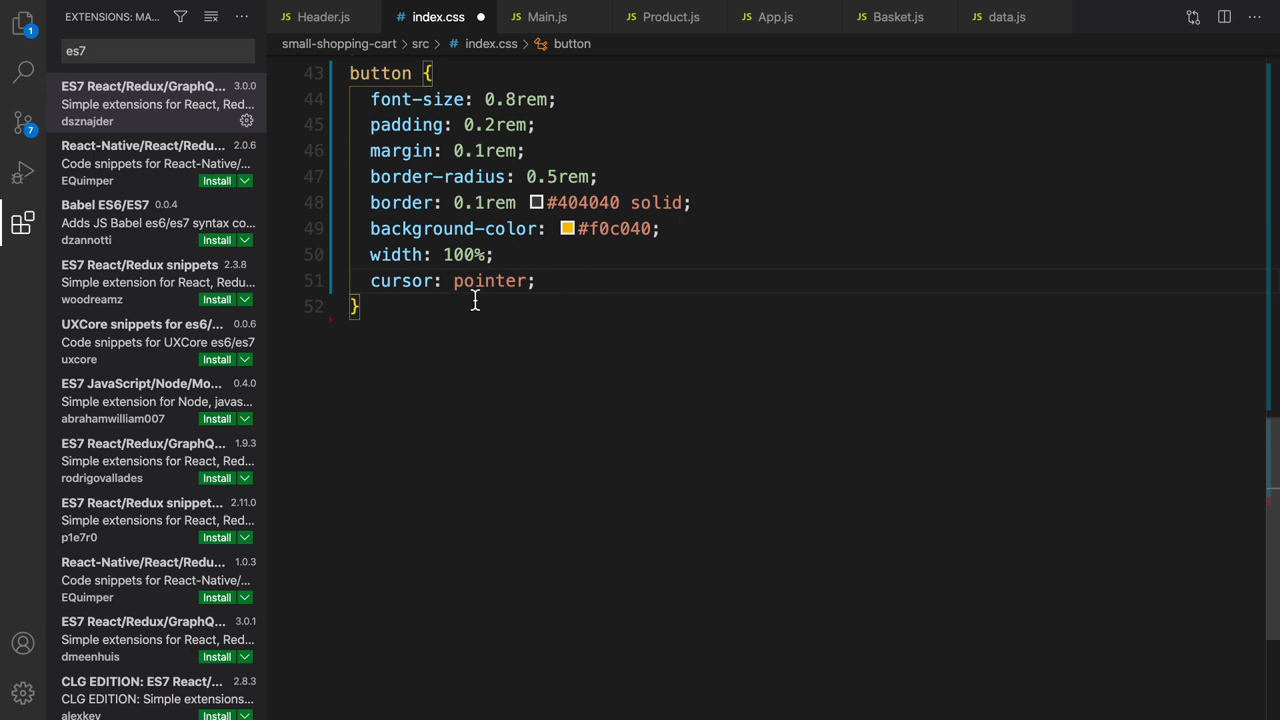 EXTENSIONS: MA...
es7
ES7 React/Redux/GraphQ... 3.0.0
Simple extensions for React, Red...
dsznajder
React-Native/React/Redu... 2.0.6
Code snippets for React-Native/...
EQuimper Install
Babel ES6/ES7 0.0.4
Adds JS Babel es6/es7 syntax co...
dzannotti Install
ES7 React/Redux snippets 2.3.8
Simple extensions for React, Redu...
woodreamz Install
UXCore snippets for es6/... 0.0.6
Code snippets for UXCore es6/es7
uxcore Install
ES7 JavaScript/Node/Mo... 0.4.0
Simple extension for Node, javas...
abrahamwilliam007 Install
ES7 React/Redux/GraphQ... 1.9.3
Simple extensions for React, Red...
rodrigovallades Install
ES7 React/Redux snippet... 2.11.0
Simple extensions for React, Red...
p1e7r0 Install
React-Native/React/Redu... 1.0.3
Code snippets for React-Native/...
EQuimper Install
ES7 React/Redux/GraphQ... 3.0.1
Simple extensions for React, Red...
dmeenhuis Install
CLG EDITION: ES7 React/... 2.8.3
CLG EDITION: Simple extensions...
alexkev Install
1
7
JS Header.js # index.css JS Main.js JS Product.js JS App.js JS Basket.js JS data.js
small-shopping-cart > src > # index.css > button
43 button {
44 font-size: 0.8rem;
45 padding: 0.2rem;
46 margin: 0.1rem;
47 border-radius: 0.5rem;
48 border: 0.1rem #404040 solid;
49 background-color: #f0c040;
50 width: 100%;
51 cursor: pointer;
52 }